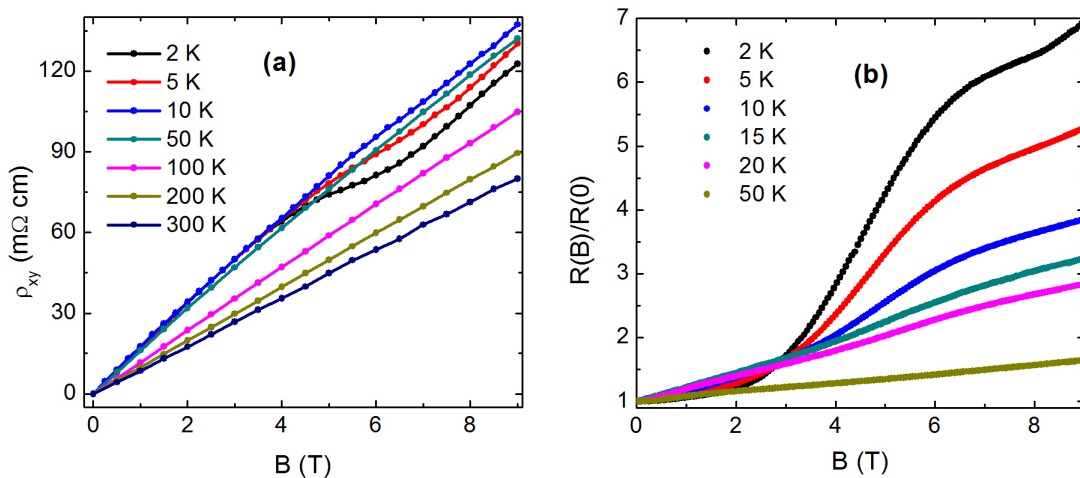 (a)
2 K
5 K
10 K
50 K
100 K
200 K
300 K
120
90
60
30
0
0 2 4 6 8
ρxy (mΩ cm)
B (T)
(b)
2 K
5 K
10 K
15 K
20 K
50 K
7
6
5
4
3
2
1
0 2 4 6 8
R(B)/R(0)
B (T)